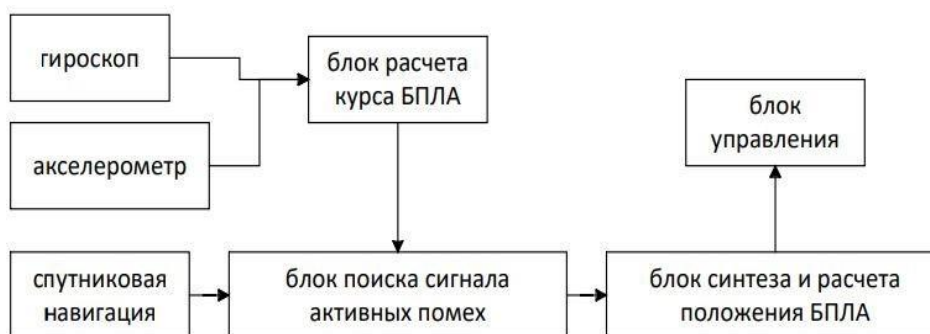 гироскоп
блок расчета
курса БПЛА
блок
управления
акселерометр
спутниковая
навигация
блок поиска сигнала
активных помех
блок синтеза и расчета
положения БПЛА